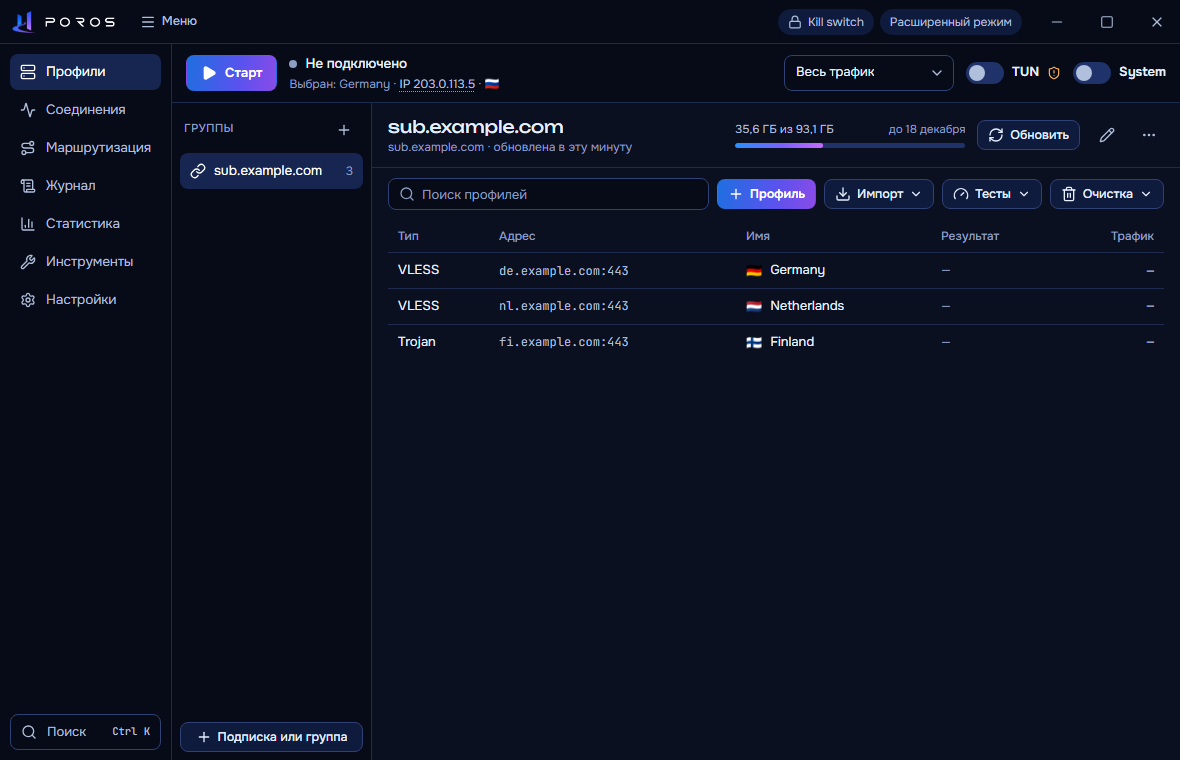 POROS
Меню
Kill switch
Расширенный режим
Профили
Соединения
Маршрутизация
Журнал
Статистика
Инструменты
Настройки
Поиск Ctrl K
Старт
Не подключено
Выбран: Germany · IP 203.0.113.5 ·
Весь трафик
TUN
System
ГРУППЫ
sub.example.com 3
Подписка или группа
sub.example.com
sub.example.com · обновлена в эту минуту
35,6 ГБ из 93,1 ГБ до 18 декабря
Обновить
Поиск профилей
Профиль
Импорт
Тесты
Очистка
Тип Адрес Имя Результат Трафик
VLESS de.example.com:443 Germany – –
VLESS nl.example.com:443 Netherlands – –
Trojan fi.example.com:443 Finland – –